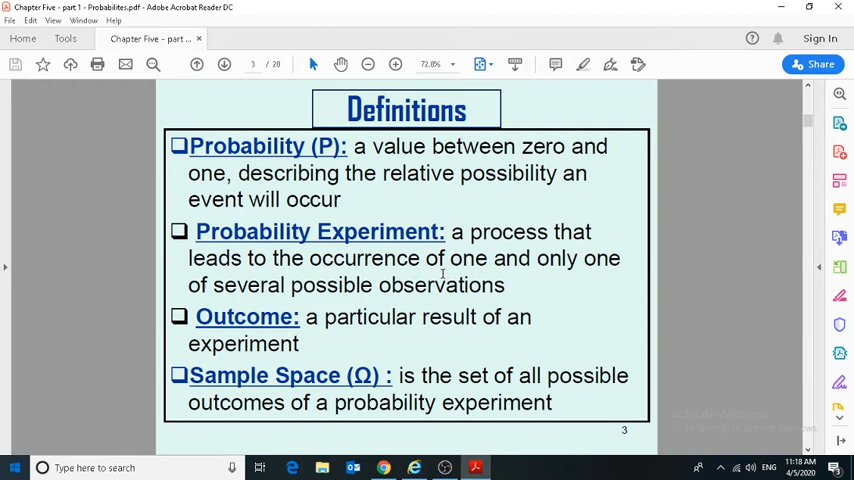 Chapter Five - part 1 - Probabilites.pdf - Adobe Acrobat Reader DC
File Edit View Window Help
Home Tools Chapter Five - part ... × Sign In
3 / 28 72.8% Share
Definitions
Probability (P): a value between zero and
one, describing the relative possibility an
event will occur
Probability Experiment: a process that
leads to the occurrence of one and only one
of several possible observations
Outcome: a particular result of an
experiment
Sample Space (Ω) : is the set of all possible
outcomes of a probability experiment
3
Activate Windows
Type here to search
ENG
11:18 AM
4/5/2020